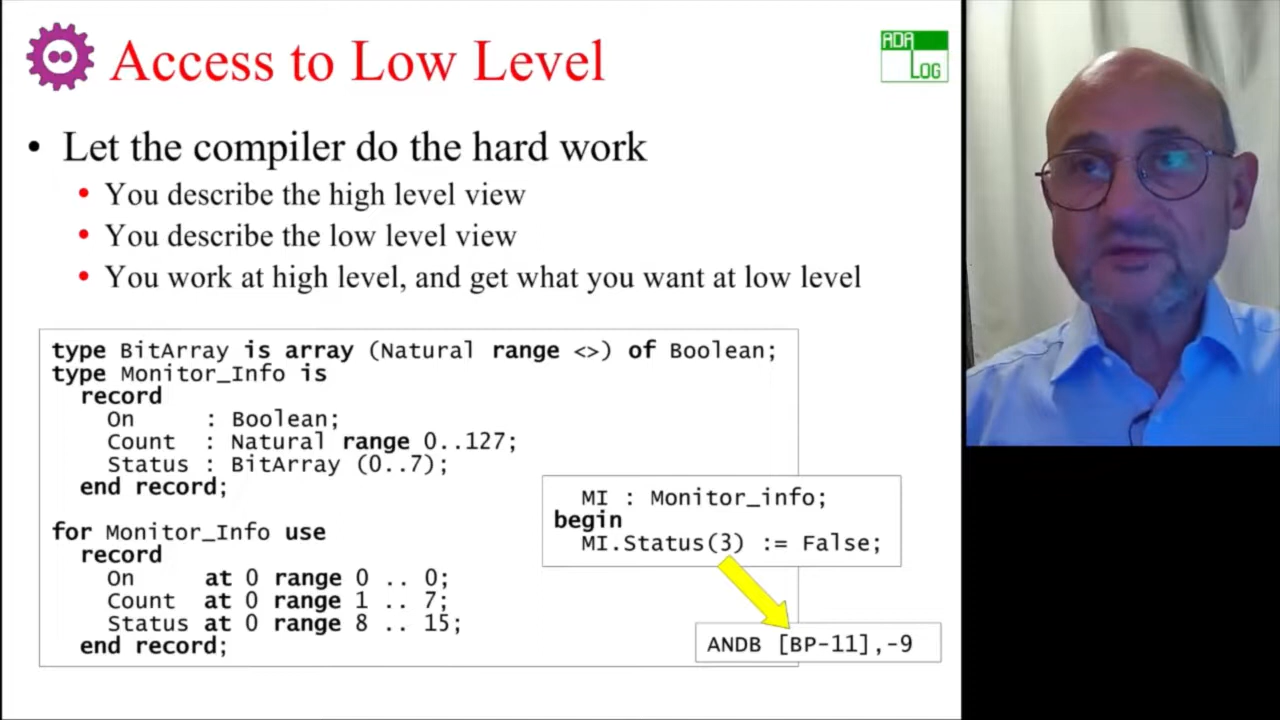 Access to Low Level
ADA
LOG
• Let the compiler do the hard work
• You describe the high level view
• You describe the low level view
• You work at high level, and get what you want at low level
type BitArray is array (Natural range <>) of Boolean;
type Monitor_Info is
record
On : Boolean;
Count : Natural range 0..127;
Status : BitArray (0..7);
end record;
for Monitor_Info use
record
On at 0 range 0 .. 0;
Count at 0 range 1 .. 7;
Status at 0 range 8 .. 15;
end record;
MI : Monitor_info;
begin
MI.Status(3) := False;
ANDB [BP-11],-9